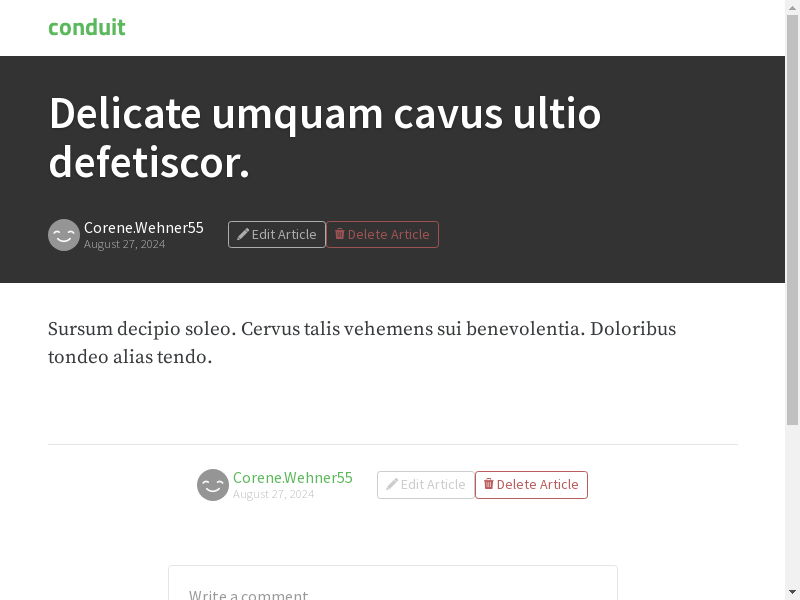 conduit
Delicate umquam cavus ultio
defetiscor.
Corene.Wehner55
August 27, 2024
Edit Article
Delete Article
Sursum decipio soleo. Cervus talis vehemens sui benevolentia. Doloribus
tondeo alias tendo.
Corene.Wehner55
August 27, 2024
Edit Article
Delete Article
Write a comment